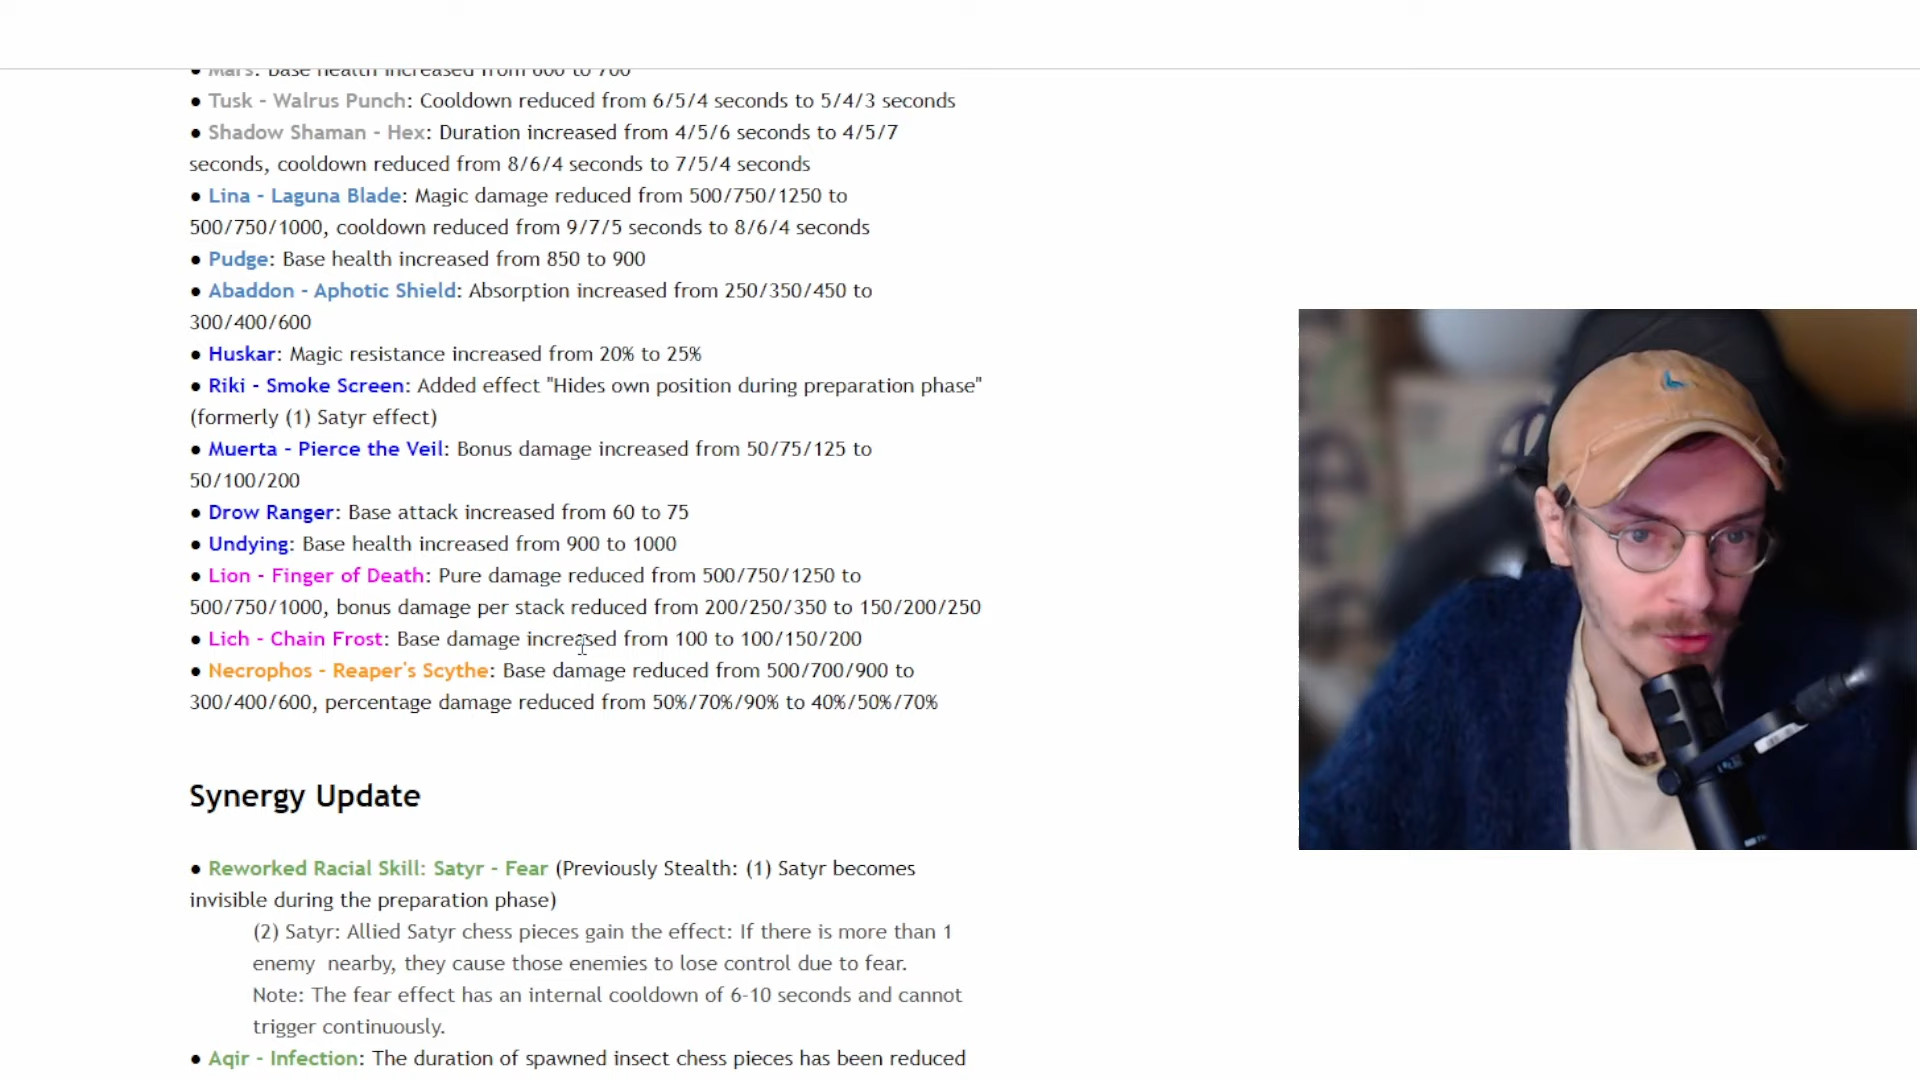 ● Mars: Base health increased from 600 to 700
● Tusk - Walrus Punch: Cooldown reduced from 6/5/4 seconds to 5/4/3 seconds
● Shadow Shaman - Hex: Duration increased from 4/5/6 seconds to 4/5/7
seconds, cooldown reduced from 8/6/4 seconds to 7/5/4 seconds
● Lina - Laguna Blade: Magic damage reduced from 500/750/1250 to
500/750/1000, cooldown reduced from 9/7/5 seconds to 8/6/4 seconds
● Pudge: Base health increased from 850 to 900
● Abaddon - Aphotic Shield: Absorption increased from 250/350/450 to
300/400/600
● Huskar: Magic resistance increased from 20% to 25%
● Riki - Smoke Screen: Added effect "Hides own position during preparation phase"
(formerly (1) Satyr effect)
● Muerta - Pierce the Veil: Bonus damage increased from 50/75/125 to
50/100/200
● Drow Ranger: Base attack increased from 60 to 75
● Undying: Base health increased from 900 to 1000
● Lion - Finger of Death: Pure damage reduced from 500/750/1250 to
500/750/1000, bonus damage per stack reduced from 200/250/350 to 150/200/250
● Lich - Chain Frost: Base damage increased from 100 to 100/150/200
● Necrophos - Reaper's Scythe: Base damage reduced from 500/700/900 to
300/400/600, percentage damage reduced from 50%/70%/90% to 40%/50%/70%
Synergy Update
● Reworked Racial Skill: Satyr - Fear (Previously Stealth: (1) Satyr becomes
invisible during the preparation phase)
(2) Satyr: Allied Satyr chess pieces gain the effect: If there is more than 1
enemy  nearby, they cause those enemies to lose control due to fear.
Note: The fear effect has an internal cooldown of 6-10 seconds and cannot
trigger continuously.
● Aqir - Infection: The duration of spawned insect chess pieces has been reduced